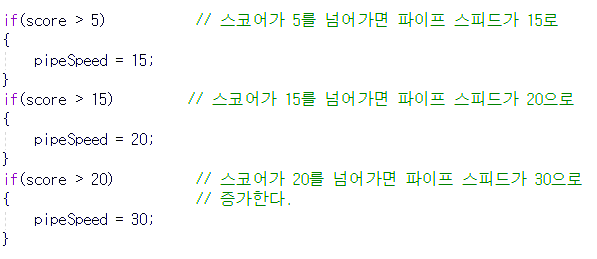 if(score > 5) // 스코어가 5를 넘어가면 파이프 스피드가 15로
{
pipeSpeed = 15;
}
if(score > 15) // 스코어가 15를 넘어가면 파이프 스피드가 20으로
{
pipeSpeed = 20;
}
if(score > 20) // 스코어가 20를 넘어가면 파이프 스피드가 30으로
{ // 증가한다.
pipeSpeed = 30;
}